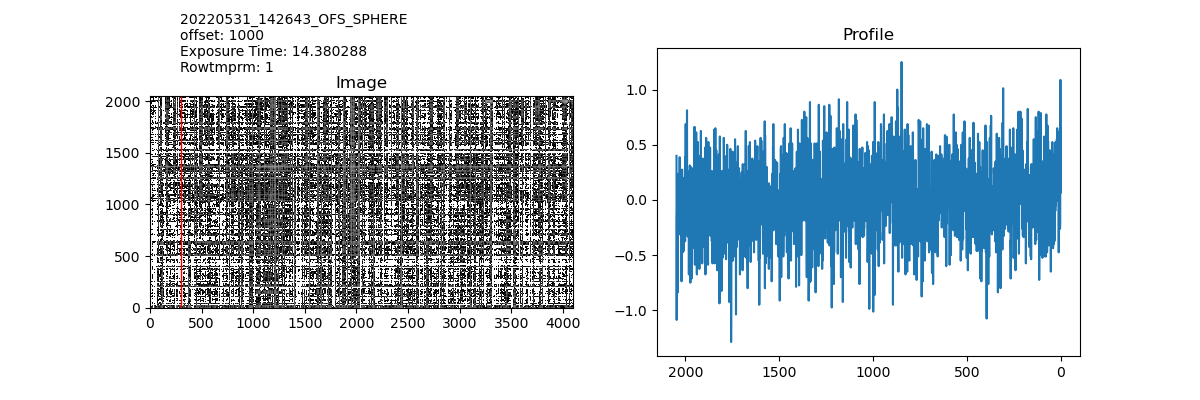 20220531_142643_OFS_SPHERE
offset: 1000
Exposure Time: 14.380288
Rowtmprm: 1
Image
2000
1500
1000
500
0
0 500 1000 1500 2000 2500 3000 3500 4000
Profile
1.0
0.5
0.0
−0.5
−1.0
2000 1500 1000 500 0